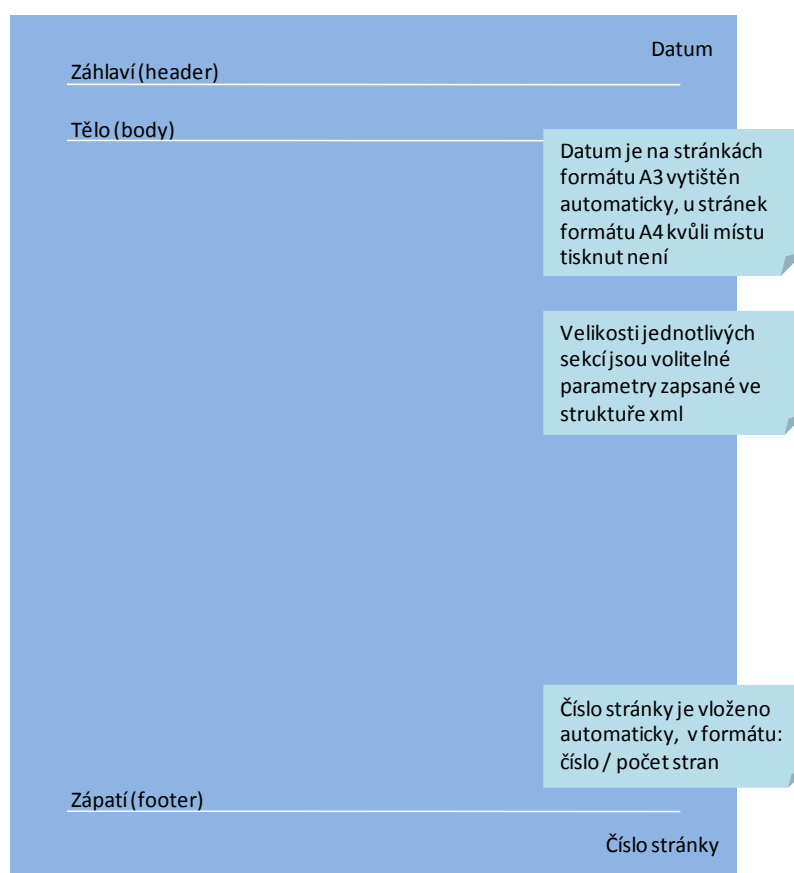 Datum
Záhlaví (header)
Tělo (body)
Datum je na stránkách
formátu A3 vytištěn
automaticky, u stránek
formátu A4 kvůli místu
tisknut není
Velikosti jednotlivých
sekcí jsou volitelné
parametry zapsané ve
struktuře xml
Číslo stránky je vloženo
automaticky, v formátu:
číslo / počet stran
Zápatí (footer)
Číslo stránky